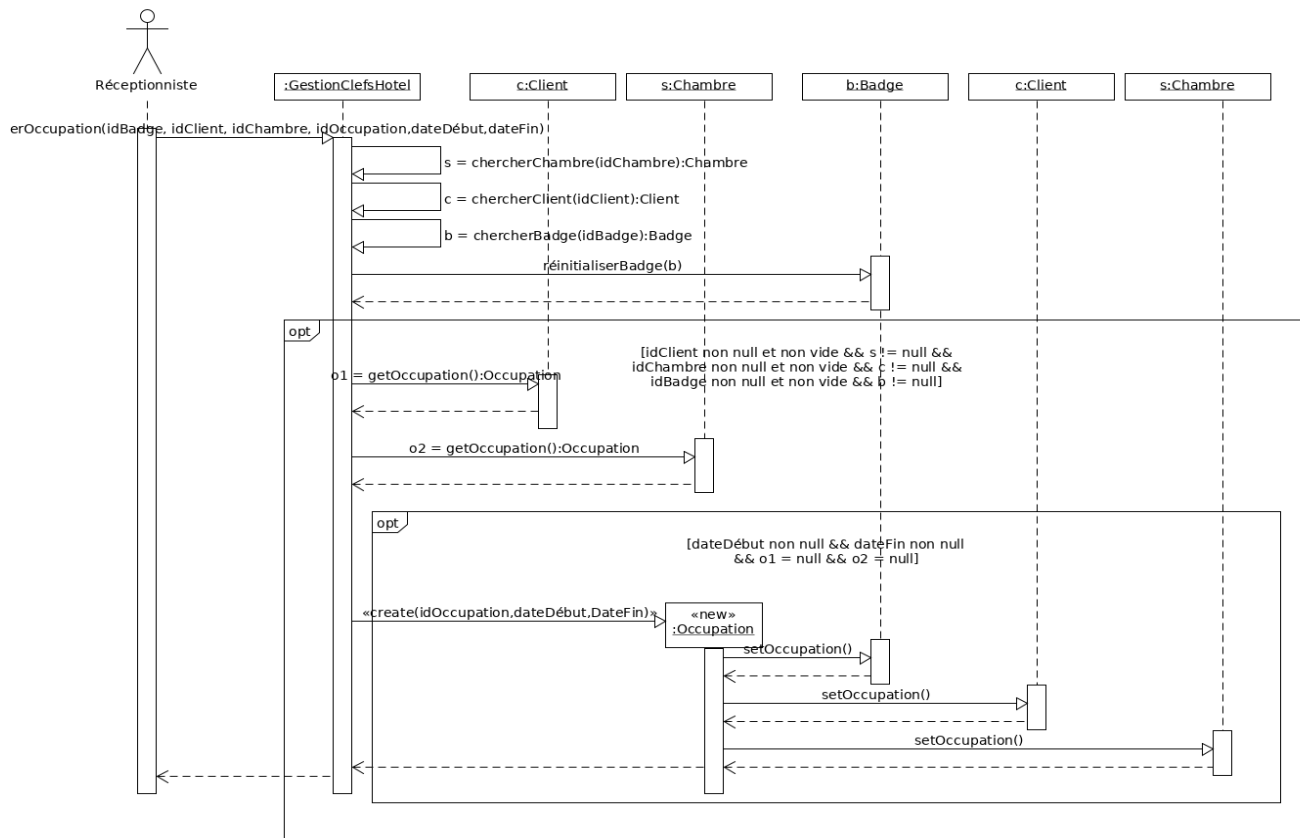 Réceptionniste
:GestionClefsHotel
c:Client
s:Chambre
b:Badge
c:Client
s:Chambre
erOccupation(idBadge, idClient, idChambre, idOccupation,dateDébut,dateFin)
s = chercherChambre(idChambre):Chambre
c = chercherClient(idClient):Client
b = chercherBadge(idBadge):Badge
réinitialiserBadge(b)
opt
[idClient non null et non vide && s != null &&
idChambre non null et non vide && c != null &&
idBadge non null et non vide && b != null]
o1 = getOccupation():Occupation
o2 = getOccupation():Occupation
opt
[dateDébut non null && dateFin non null
&& o1 = null && o2 = null]
«create(idOccupation,dateDébut,DateFin)»
«new»
:Occupation
setOccupation()
setOccupation()
setOccupation()